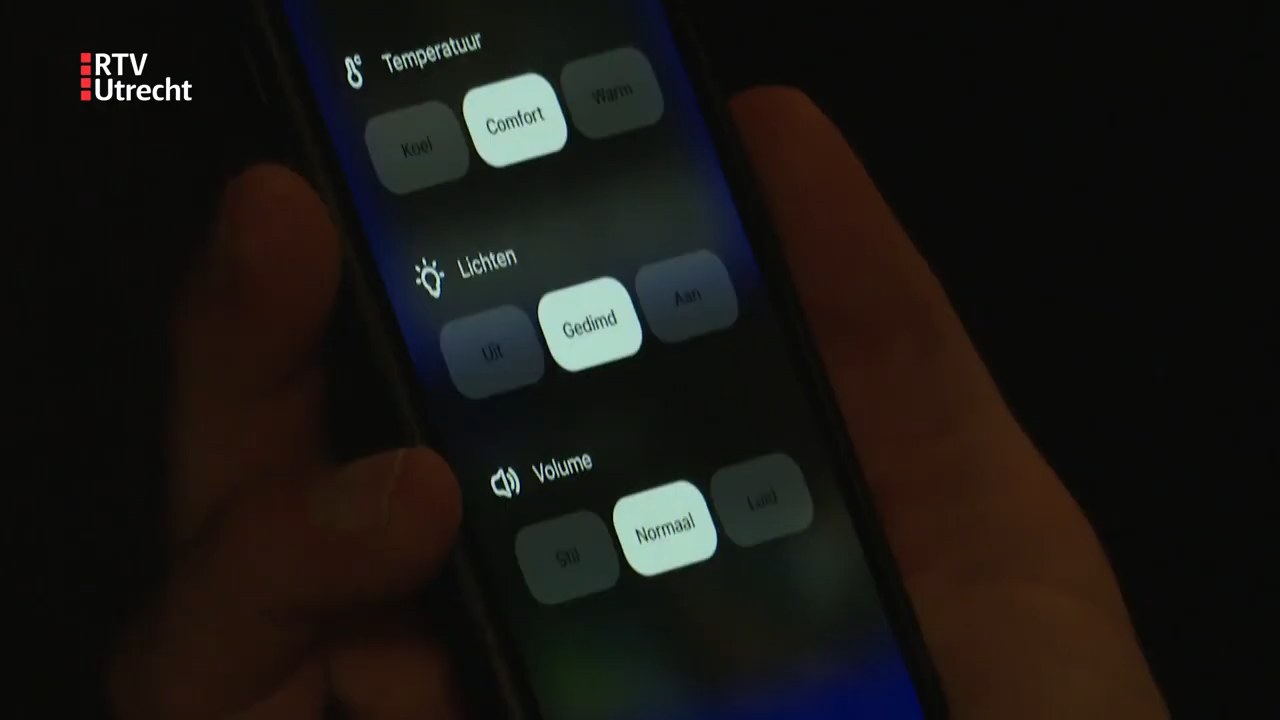 RTV
Utrecht
Temperatuur
Koel Comfort Warm
Lichten
Uit Gedimd Aan
Volume
Stil Normaal Luid